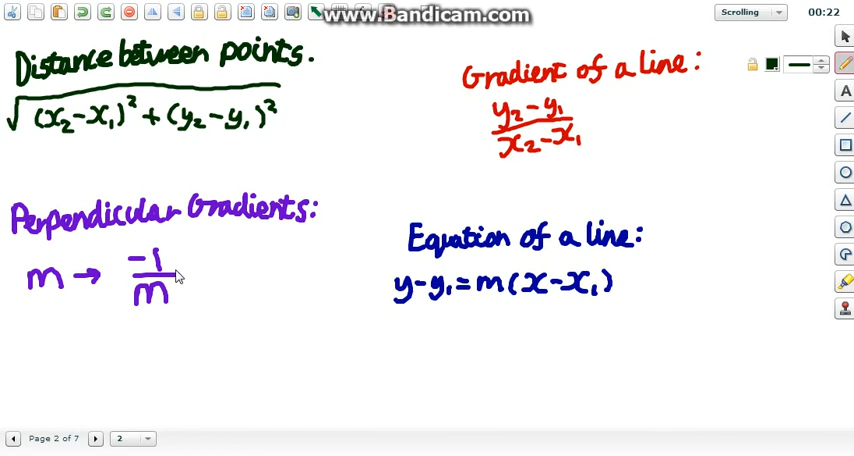 www.Bandicam.com
Scrolling
00:22
Distance between points.
√(x₂-x₁)² + (y₂-y₁)²
Gradient of a line:
y₂-y₁
x₂-x₁
Perpendicular Gradients:
m → -1
m
Equation of a line:
y-y₁ = m(x-x₁)
A
Page 2 of 7
2